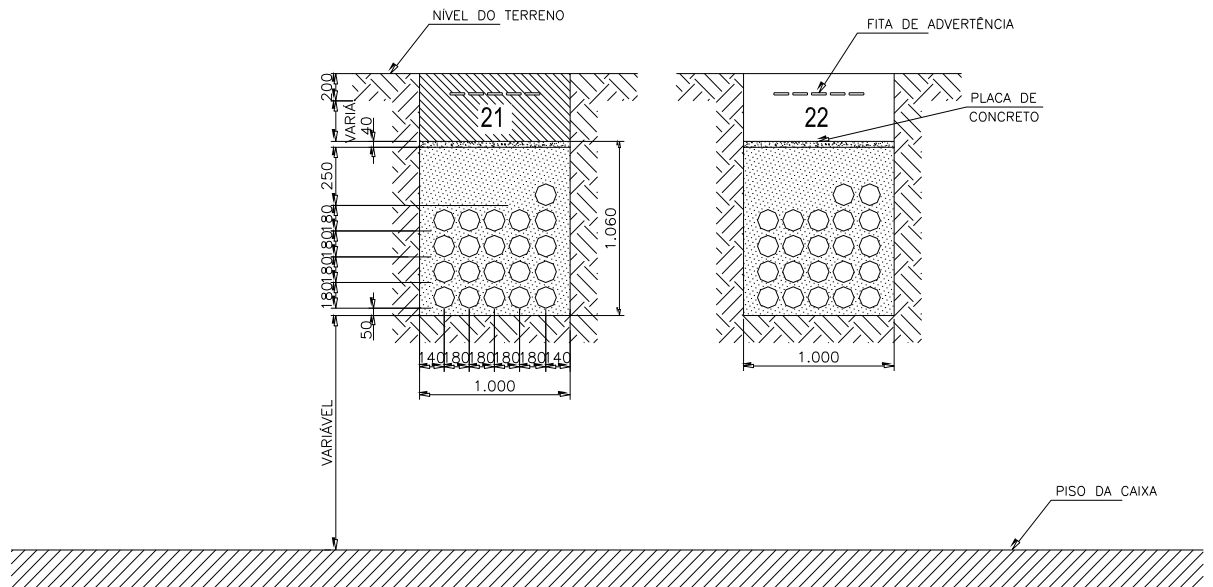 NÍVEL DO TERRENO
FITA DE ADVERTÊNCIA
200
PLACA DE
CONCRETO
VARIÁ
40
21
22
250
180
180
180
180
1.060
50
140 180 180 180 180 140
1.000
1.000
VARIÁVEL
PISO DA CAIXA